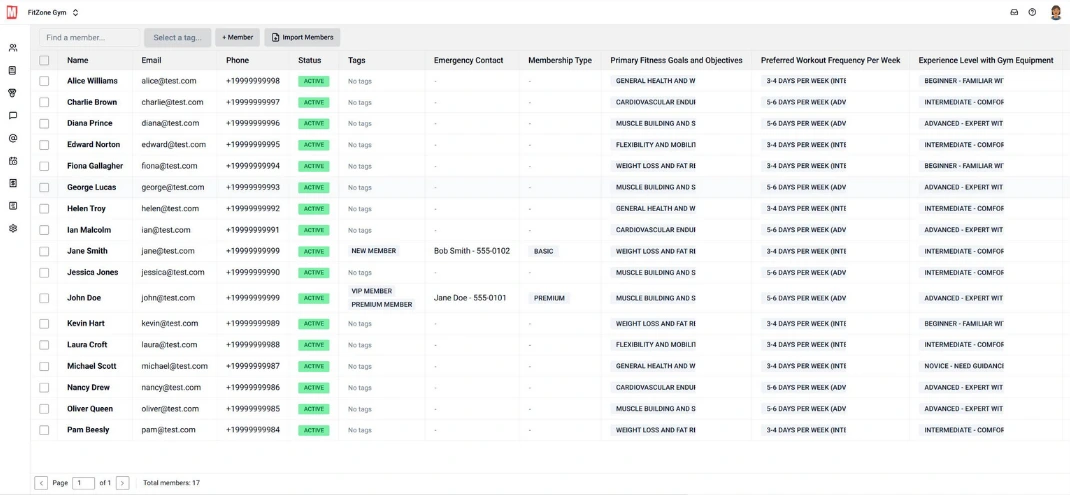 M FitZone Gym
Find a member... Select a tag... + Member Import Members
Name Email Phone Status Tags Emergency Contact Membership Type Primary Fitness Goals and Objectives Preferred Workout Frequency Per Week Experience Level with Gym Equipment
Alice Williams alice@test.com +19999999998 ACTIVE No tags - - GENERAL HEALTH AND W 3-4 DAYS PER WEEK (INTE BEGINNER - FAMILIAR WIT
Charlie Brown charlie@test.com +19999999997 ACTIVE No tags - - CARDIOVASCULAR ENDUI 5-6 DAYS PER WEEK (ADV INTERMEDIATE - COMFOR
Diana Prince diana@test.com +19999999996 ACTIVE No tags - - MUSCLE BUILDING AND S 5-6 DAYS PER WEEK (ADV ADVANCED - EXPERT WIT
Edward Norton edward@test.com +19999999995 ACTIVE No tags - - FLEXIBILITY AND MOBILI 3-4 DAYS PER WEEK (INTE INTERMEDIATE - COMFOR
Fiona Gallagher fiona@test.com +19999999994 ACTIVE No tags - - WEIGHT LOSS AND FAT RI 3-4 DAYS PER WEEK (INTE BEGINNER - FAMILIAR WIT
George Lucas george@test.com +19999999993 ACTIVE No tags - - MUSCLE BUILDING AND S 5-6 DAYS PER WEEK (ADV ADVANCED - EXPERT WIT
Helen Troy helen@test.com +19999999992 ACTIVE No tags - - GENERAL HEALTH AND W 3-4 DAYS PER WEEK (INTE INTERMEDIATE - COMFOR
Ian Malcolm ian@test.com +19999999991 ACTIVE No tags - - CARDIOVASCULAR ENDUI 5-6 DAYS PER WEEK (ADV ADVANCED - EXPERT WIT
Jane Smith jane@test.com +19999999999 ACTIVE NEW MEMBER Bob Smith - 555-0102 BASIC WEIGHT LOSS AND FAT RI 3-4 DAYS PER WEEK (INTE INTERMEDIATE - COMFOR
Jessica Jones jessica@test.com +19999999990 ACTIVE No tags - - MUSCLE BUILDING AND S 5-6 DAYS PER WEEK (ADV INTERMEDIATE - COMFOR
John Doe john@test.com +19999999999 ACTIVE VIP MEMBER PREMIUM MEMBER Jane Doe - 555-0101 PREMIUM MUSCLE BUILDING AND S 5-6 DAYS PER WEEK (ADV ADVANCED - EXPERT WIT
Kevin Hart kevin@test.com +19999999989 ACTIVE No tags - - WEIGHT LOSS AND FAT RI 3-4 DAYS PER WEEK (INTE BEGINNER - FAMILIAR WIT
Laura Croft laura@test.com +19999999988 ACTIVE No tags - - FLEXIBILITY AND MOBILIT 3-4 DAYS PER WEEK (INTE INTERMEDIATE - COMFOR
Michael Scott michael@test.com +19999999987 ACTIVE No tags - - GENERAL HEALTH AND W 3-4 DAYS PER WEEK (INTE NOVICE - NEED GUIDANCI
Nancy Drew nancy@test.com +19999999986 ACTIVE No tags - - CARDIOVASCULAR ENDUI 5-6 DAYS PER WEEK (ADV ADVANCED - EXPERT WIT
Oliver Queen oliver@test.com +19999999985 ACTIVE No tags - - MUSCLE BUILDING AND S 5-6 DAYS PER WEEK (ADV ADVANCED - EXPERT WIT
Pam Beesly pam@test.com +19999999984 ACTIVE No tags - - WEIGHT LOSS AND FAT RI 3-4 DAYS PER WEEK (INTE INTERMEDIATE - COMFOR
Page 1 of 1 Total members: 17